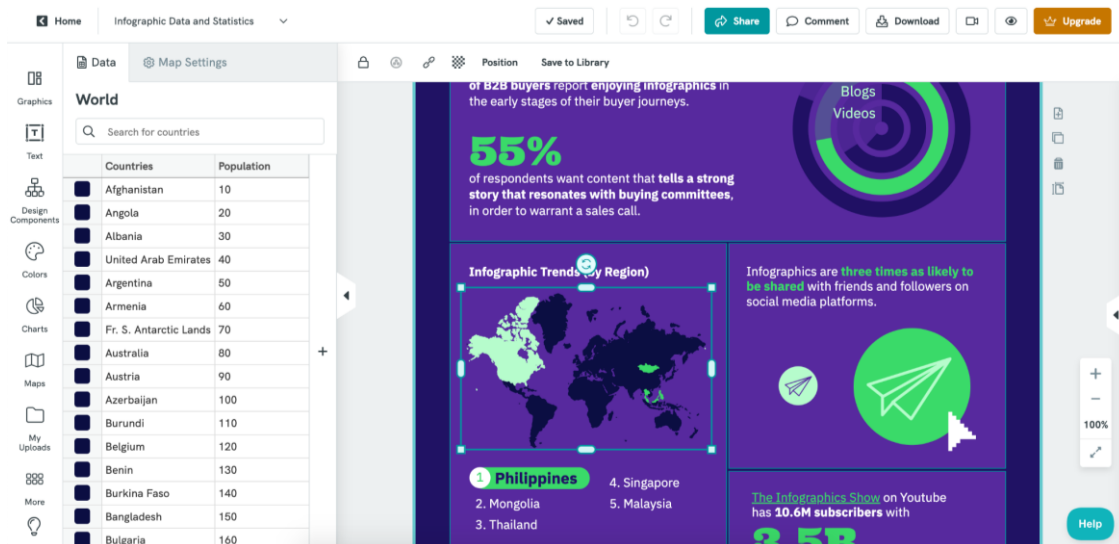 Home
Infographic Data and Statistics
✓ Saved
Share
Comment
Download
Upgrade
Data
Map Settings
Position
Save to Library
Graphics
Text
Design
Components
Colors
Charts
Maps
My
Uploads
More
World
Search for countries
Countries Population
Afghanistan 10
Angola 20
Albania 30
United Arab Emirates 40
Argentina 50
Armenia 60
Fr. S. Antarctic Lands 70
Australia 80
Austria 90
Azerbaijan 100
Burundi 110
Belgium 120
Benin 130
Burkina Faso 140
Bangladesh 150
Bulgaria 160
of B2B buyers report enjoying infographics in
the early stages of their buyer journeys.
55%
of respondents want content that tells a strong
story that resonates with buying committees,
in order to warrant a sales call.
Blogs
Videos
Infographic Trends (by Region)
1 Philippines
2. Mongolia
3. Thailand
4. Singapore
5. Malaysia
Infographics are three times as likely to
be shared with friends and followers on
social media platforms.
The Infographics Show on YouTube
has 10.6M subscribers with
3.5B
+
−
100%
Help